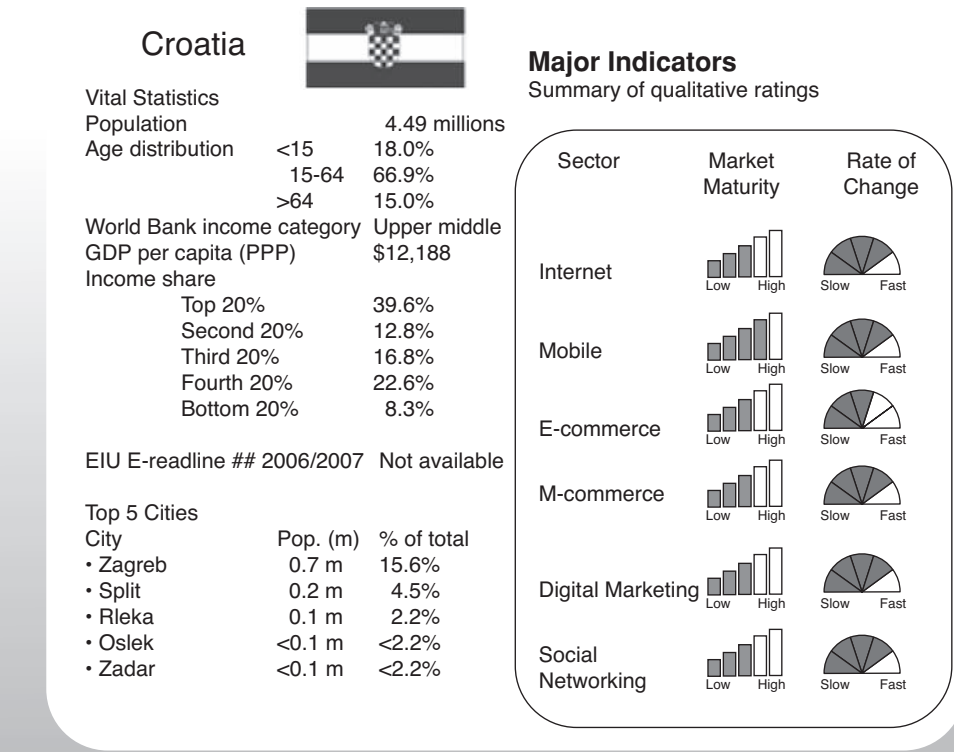 Croatia
Vital Statistics
Population 4.49 millions
Age distribution <15 18.0%
15-64 66.9%
>64 15.0%
World Bank income category Upper middle
GDP per capita (PPP) $12,188
Income share
Top 20% 39.6%
Second 20% 12.8%
Third 20% 16.8%
Fourth 20% 22.6%
Bottom 20% 8.3%
EIU E-readline ## 2006/2007 Not available
Top 5 Cities
City Pop. (m) % of total
• Zagreb 0.7 m 15.6%
• Split 0.2 m 4.5%
• Rleka 0.1 m 2.2%
• Oslek <0.1 m <2.2%
• Zadar <0.1 m <2.2%
Major Indicators
Summary of qualitative ratings
Sector Market Rate of
Maturity Change
Internet
Low High Slow Fast
Mobile
Low High Slow Fast
E-commerce
Low High Slow Fast
M-commerce
Low High Slow Fast
Digital Marketing
Low High Slow Fast
Social
Networking
Low High Slow Fast